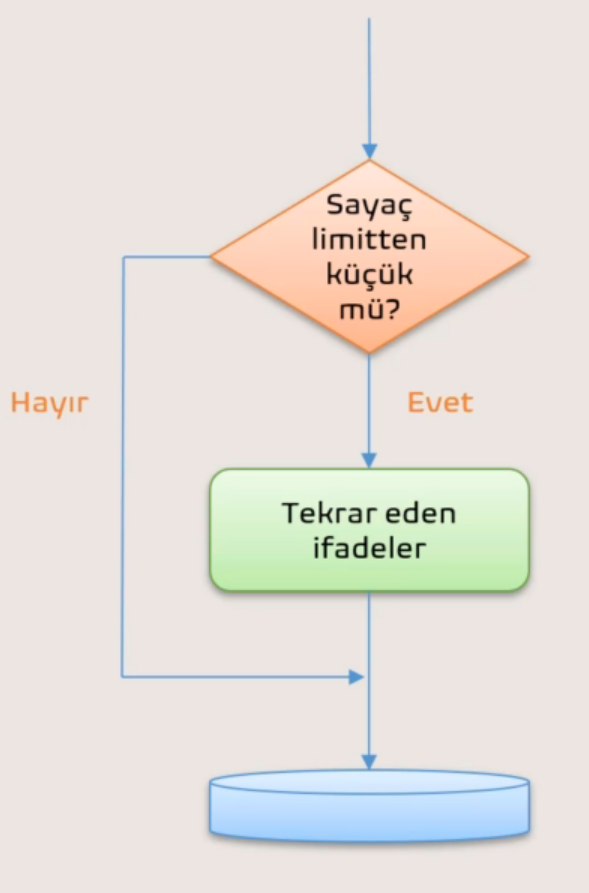 Sayaç
limitten
küçük
mü?
Hayır
Evet
Tekrar eden
ifadeler